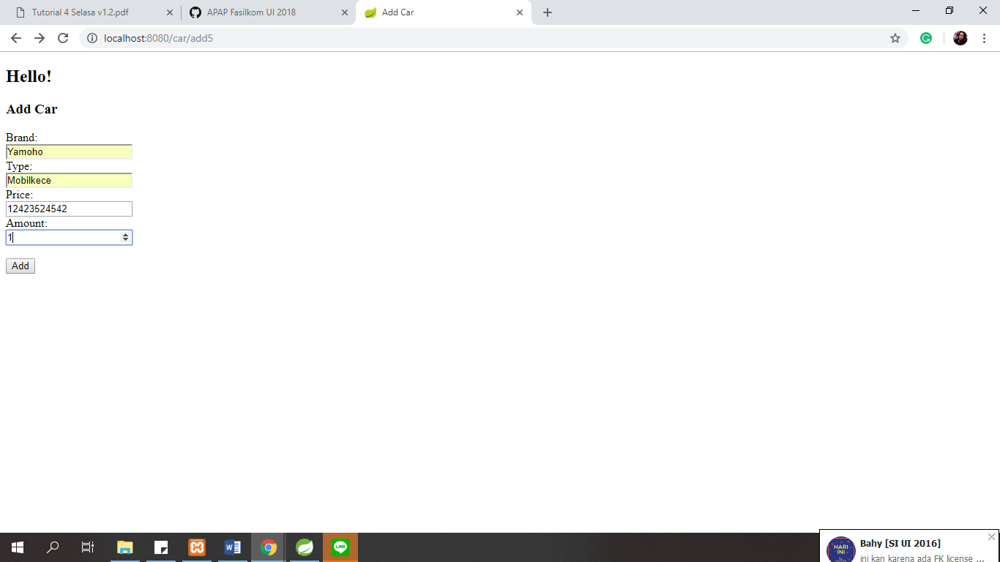 Tutorial 4 Selasa v1.2.pdf
APAP Fasilkom UI 2018
Add Car
localhost:8080/car/add5
Hello!
Add Car
Brand:
Yamoho
Type:
Mobilkece
Price:
12423524542
Amount:
1
Add
LINE
HARI
INI
Bahy [SI UI 2016]
ini kan karena ada FK license ...